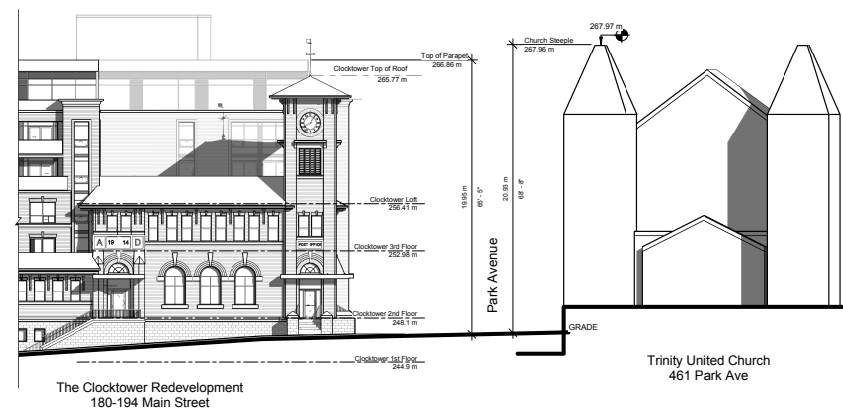 267.97 m
Church Steeple
267.96 m
Top of Parapet
266.86 m
Clocktower Top of Roof
265.77 m
Clocktower Loft
256.41 m
19.95 m
65' - 5"
20.93 m
68' - 8"
A 19 14 D
POST OFFICE
Clocktower 3rd Floor
252.98 m
Park Avenue
Clocktower 2nd Floor
248.1 m
GRADE
Clocktower 1st Floor
244.9 m
The Clocktower Redevelopment
180-194 Main Street
Trinity United Church
461 Park Ave